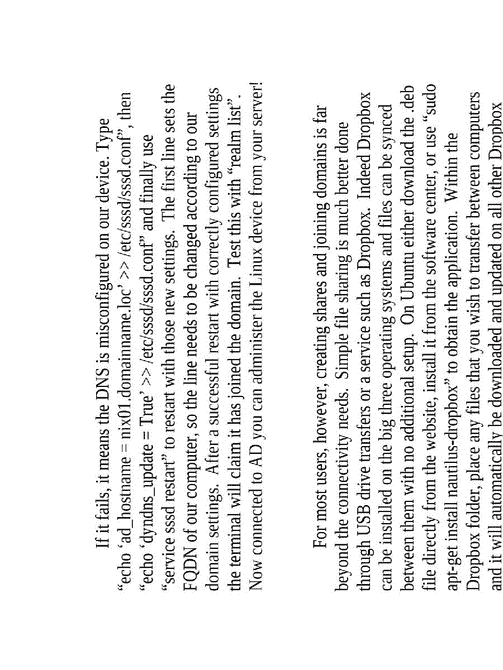 If it fails, it means the DNS is misconfigured on our device. Type
“echo ‘ad_hostname = nix01.domainname.loc’ >> /etc/sssd/sssd.conf”, then
“echo ‘dyndns_update = True’ >> /etc/sssd/sssd.conf” and finally use
“service sssd restart” to restart with those new settings. The first line sets the
FQDN of our computer, so the line needs to be changed according to our
domain settings. After a successful restart with correctly configured settings
the terminal will claim it has joined the domain. Test this with “realm list”.
Now connected to AD you can administer the Linux device from your server!
For most users, however, creating shares and joining domains is far
beyond the connectivity needs. Simple file sharing is much better done
through USB drive transfers or a service such as Dropbox. Indeed Dropbox
can be installed on the big three operating systems and files can be synced
between them with no additional setup. On Ubuntu either download the .deb
file directly from the website, install it from the software center, or use “sudo
apt-get install nautilus-dropbox” to obtain the application. Within the
Dropbox folder, place any files that you wish to transfer between computers
and it will automatically be downloaded and updated on all other Dropbox